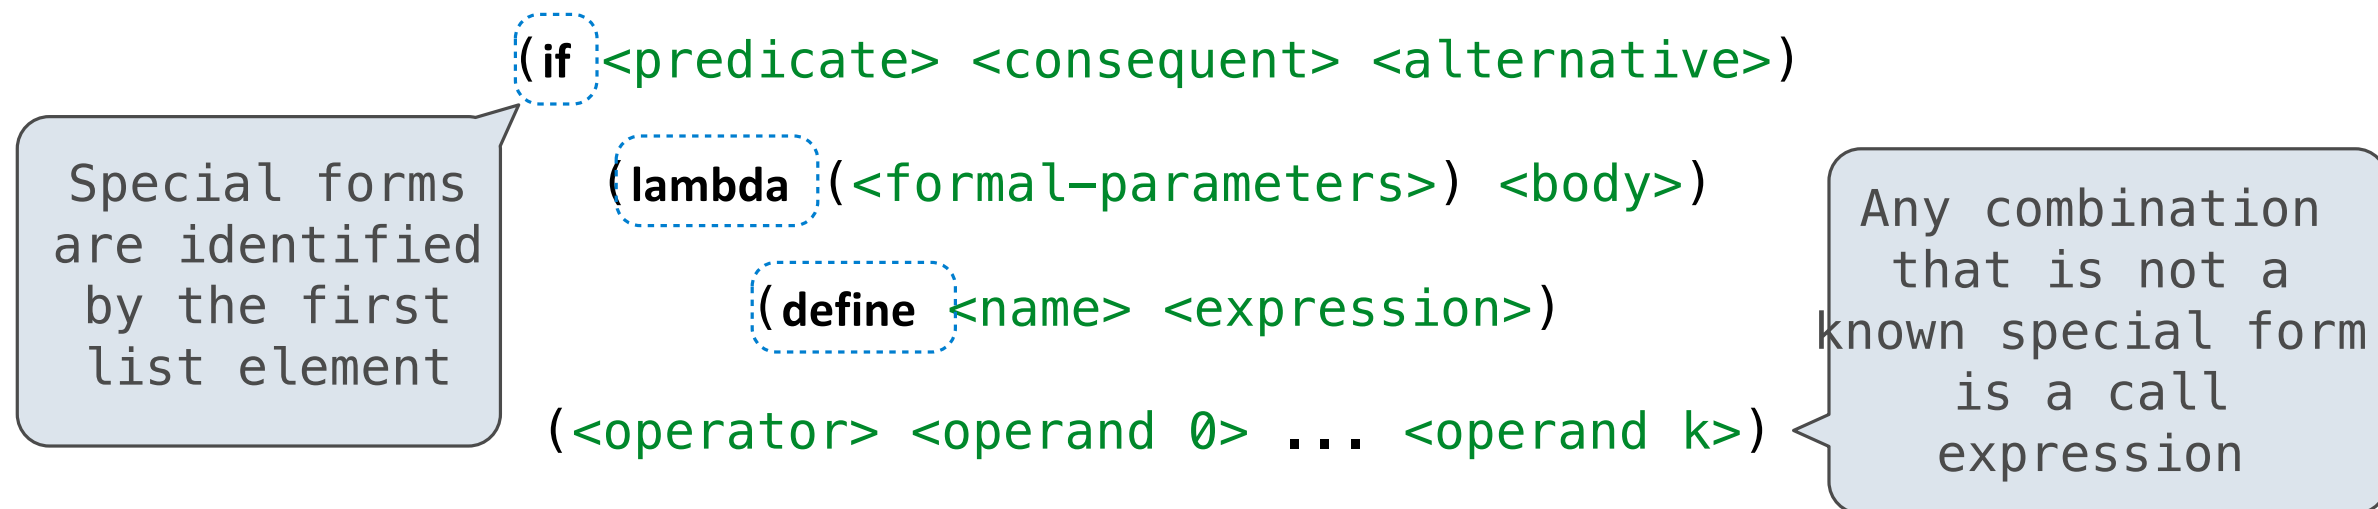 (if <predicate> <consequent> <alternative>)
Special forms
are identified
by the first
list element
(lambda (<formal-parameters>) <body>)
(define <name> <expression>)
(<operator> <operand 0> ... <operand k>)
Any combination
that is not a
known special form
is a call
expression